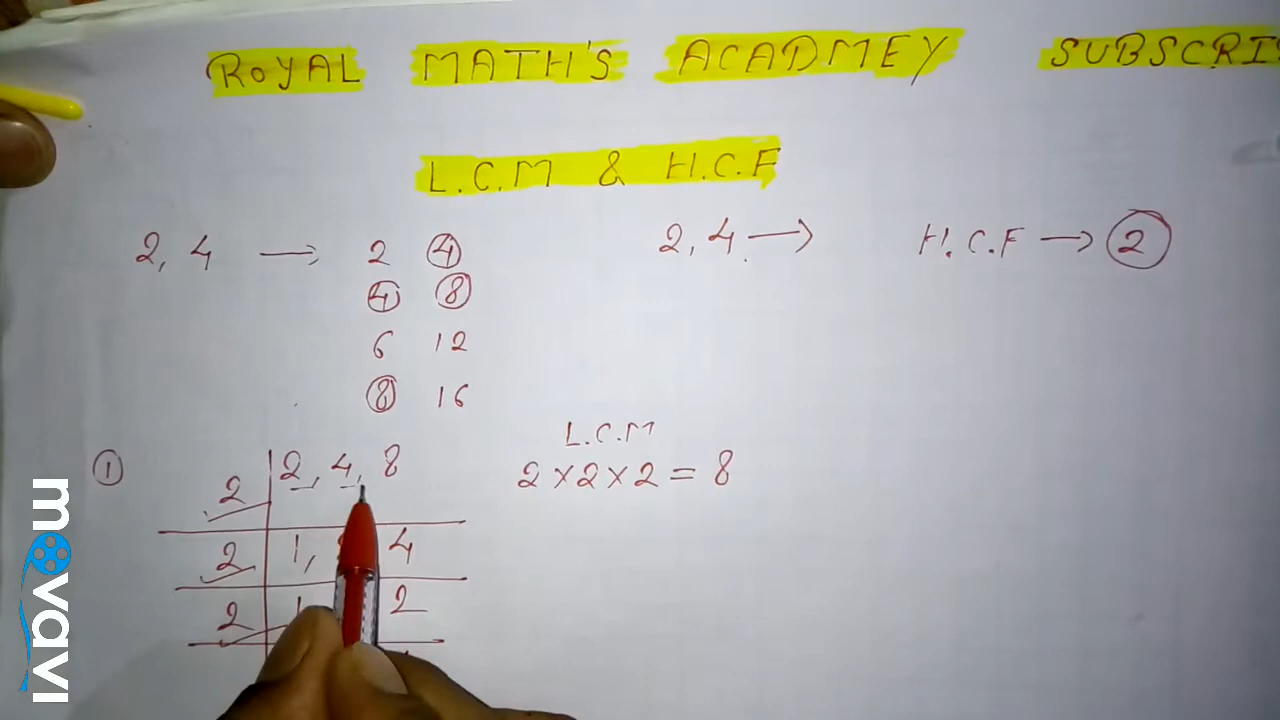 ROYAL MATH'S ACADMEY SUBSCRI
L.C.M & H.C.F
2, 4 → 2 4
4 8
6 12
8 16
2, 4 → H.C.F → 2
L.C.M
2 × 2 × 2 = 8
1 2 2, 4, 8
2 1, 4
2 1 2
movavi